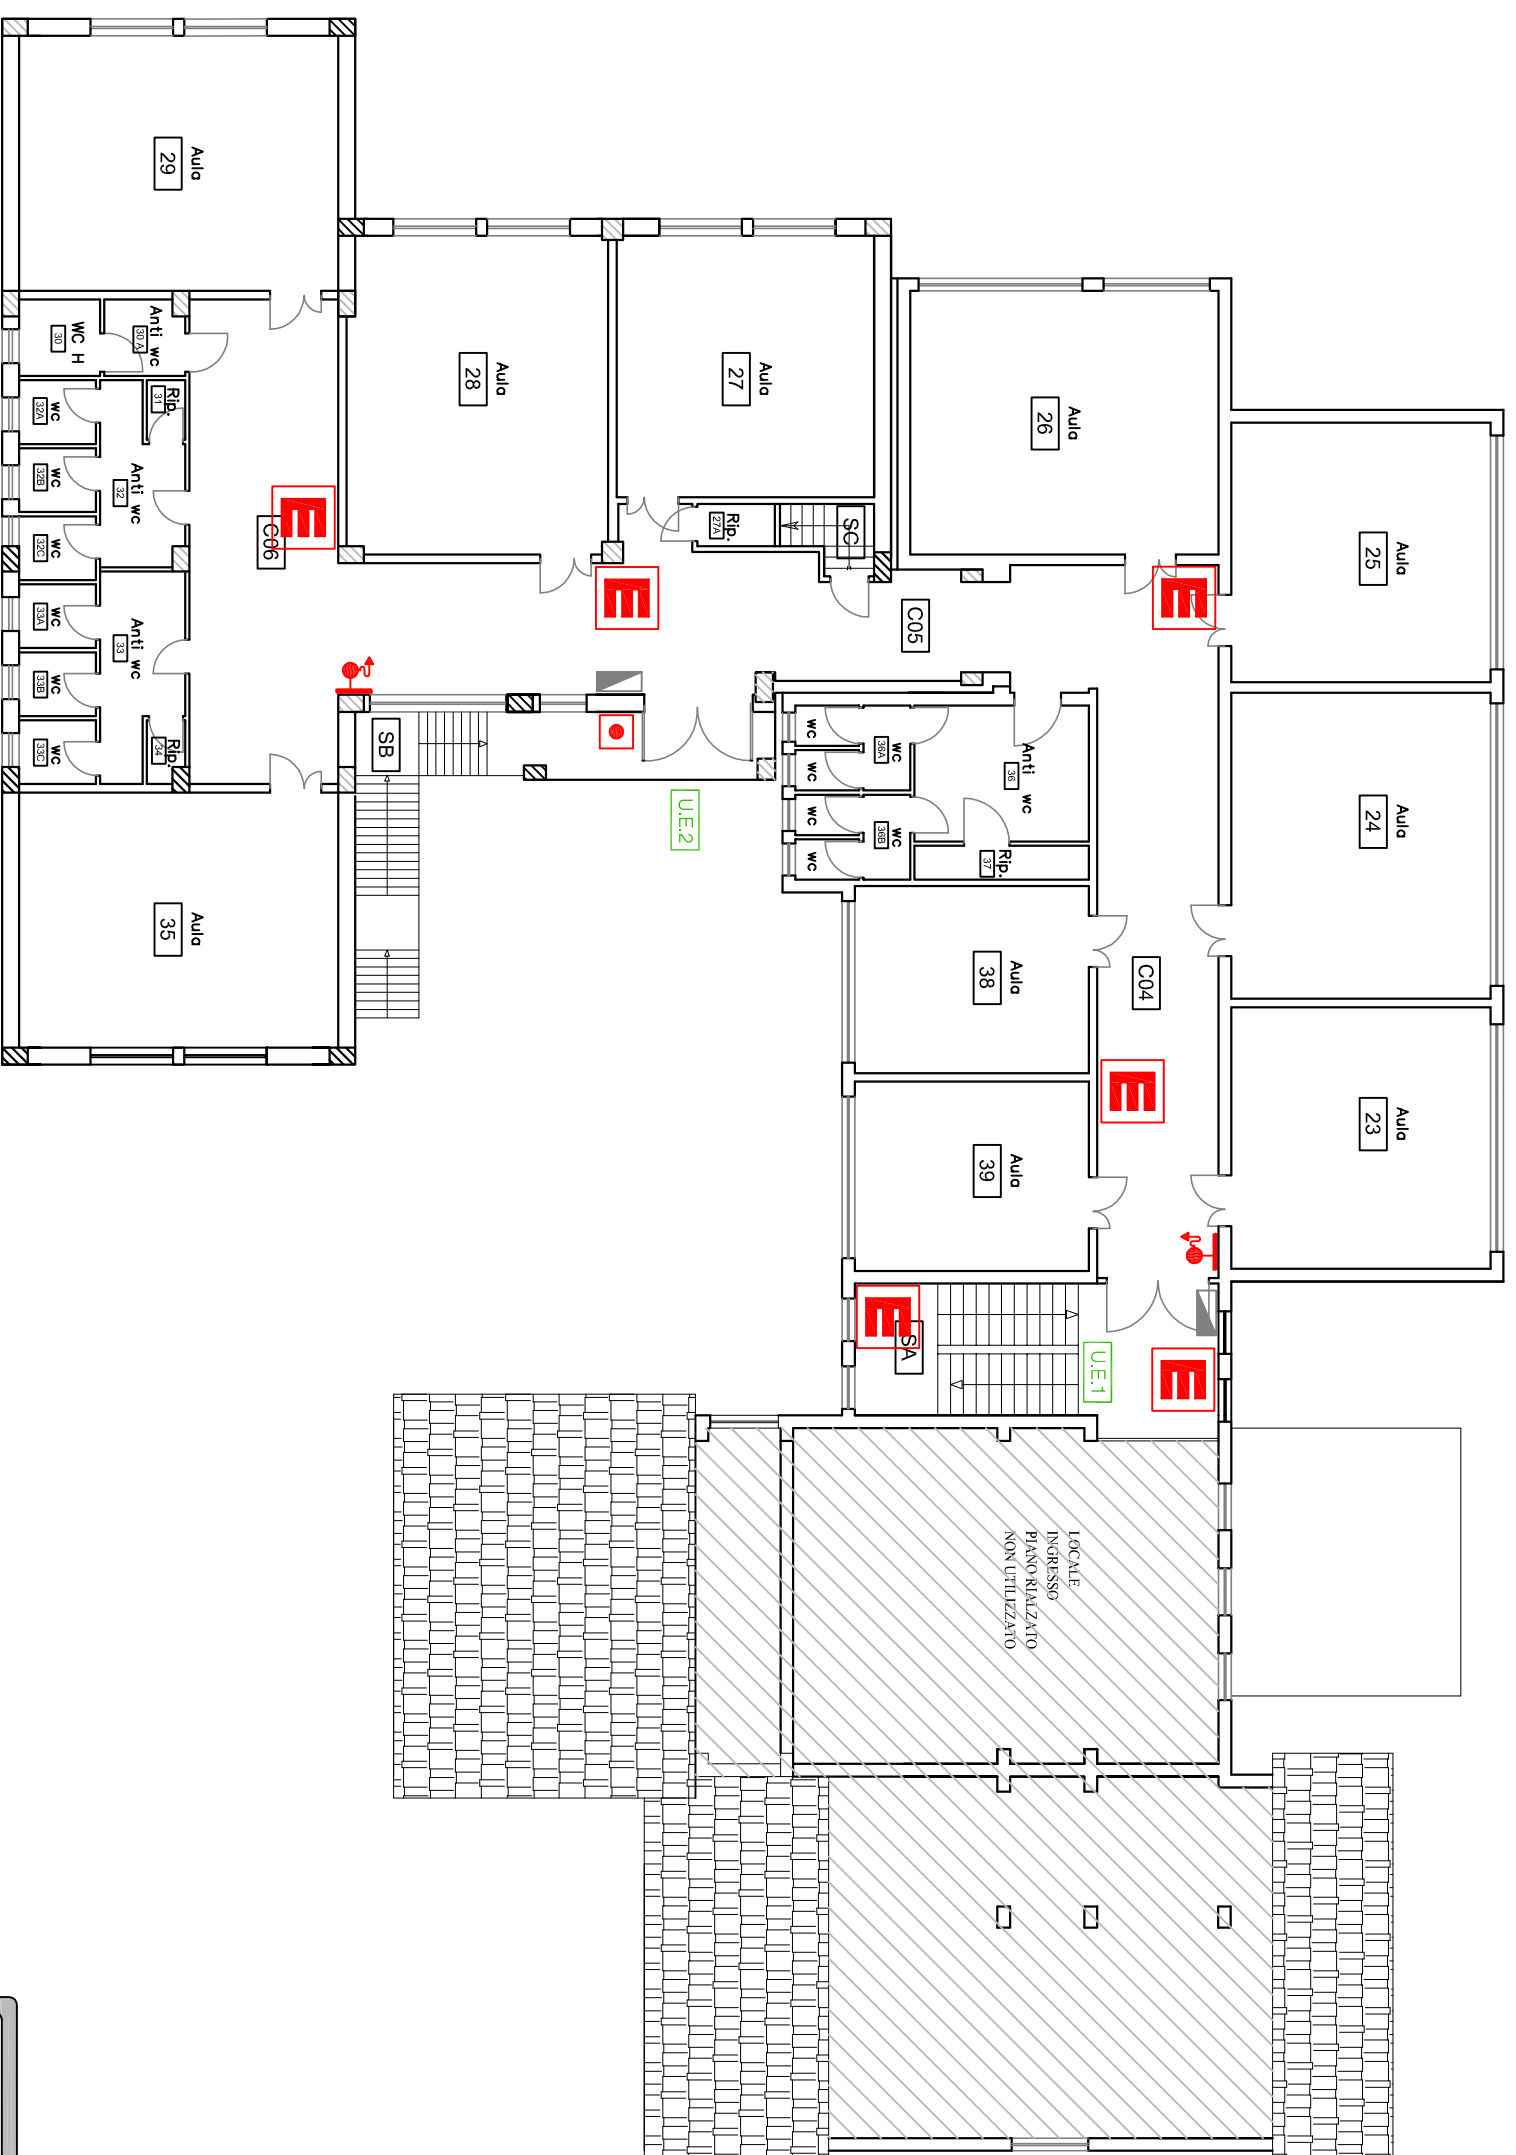 Aula
25
Aula
24
Aula
23
Aula
26
E
C04
E
E
U.E.1
LOCALE
INGRESSO
PIANO RIALZATO
NON UTILIZZATO
Anti wc
36
Rip.
37
Aula
38
Aula
39
SA
E
C05
SC
wc
36A
wc
36B
wc
wc
wc
wc
Aula
27
Rip.
27A
E
U.E.2
Aula
28
SB
E
C06
Aula
29
Anti wc
30 A
WC H
30
Rip.
31
Anti wc
32
wc
32A
wc
32B
wc
32C
Anti wc
33
wc
33A
wc
33B
wc
33C
Rip.
34
Aula
35